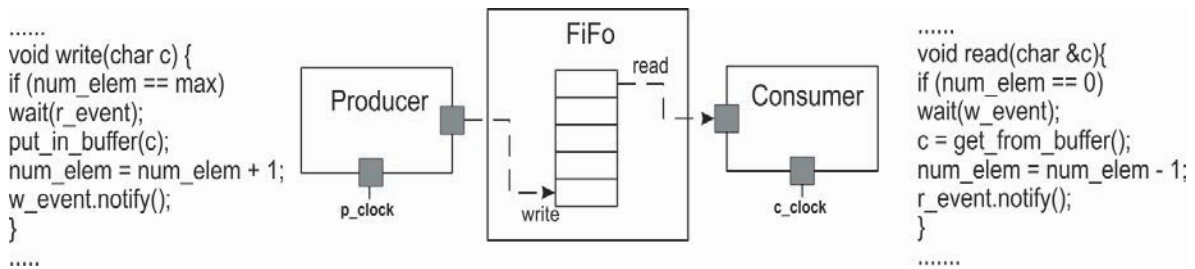 ......
void write(char c) {
if (num_elem == max)
wait(r_event);
put_in_buffer(c);
num_elem = num_elem + 1;
w_event.notify();
}
.....
Producer
p_clock
FiFo
read
write
Consumer
c_clock
......
void read(char &c){
if (num_elem == 0)
wait(w_event);
c = get_from_buffer();
num_elem = num_elem - 1;
r_event.notify();
}
.......